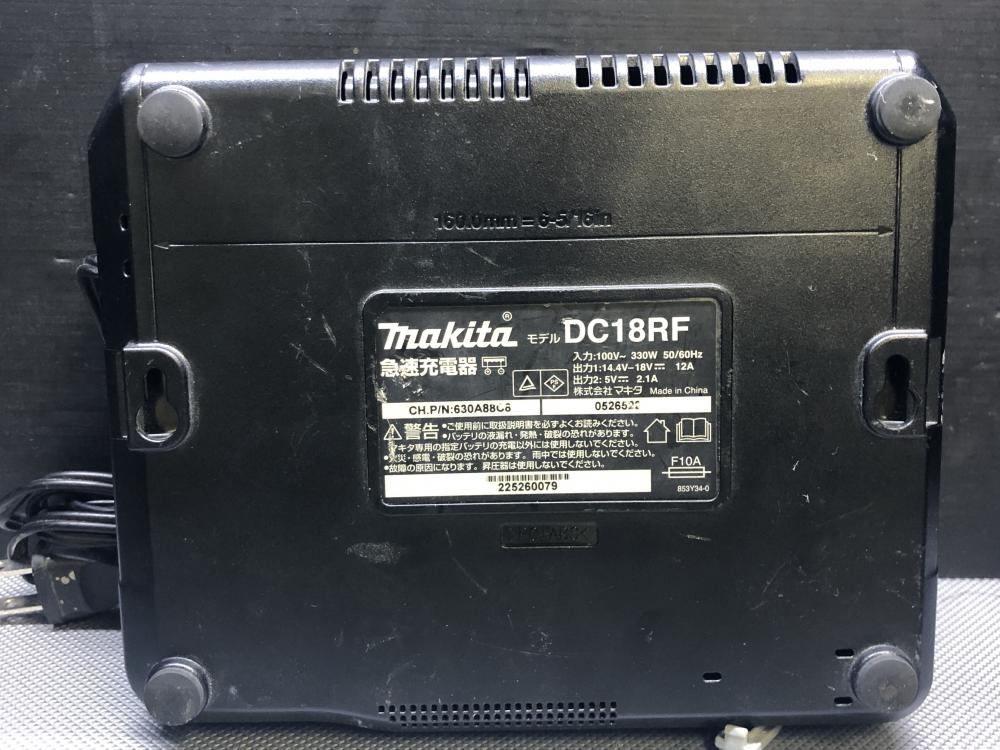 160.0mm = 6-5/16in
makita® モデル DC18RF
急速充電器
入力:100V~ 330W 50/60Hz
出力1:14.4V-18V⎓ 12A
出力2:5V⎓ 2.1A
株式会社マキタ Made in China
PS
E
CH.P/N:630A88C8
0526522
警告
•ご使用前に取扱説明書を必ずよくお読みください。
•バッテリの液漏れ・発熱・破裂の恐れがあります。
マキタ専用の指定バッテリの充電以外には使用しないでください。
•火災・感電・破裂の恐れがあります。雨中では使用しないでください。
•故障の原因になります。昇圧器は使用しないでください。
F10A
225260079
853Y34-0